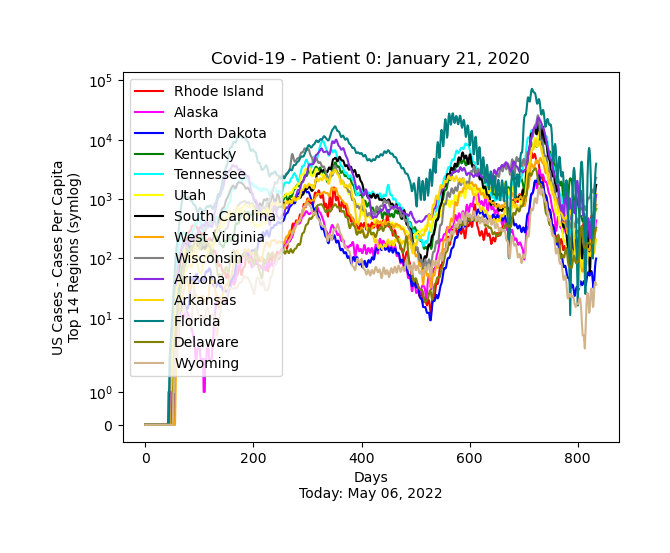 Covid-19 - Patient 0: January 21, 2020
US Cases - Cases Per Capita
Top 14 Regions (symlog)
10^5
10^4
10^3
10^2
10^1
10^0
0
Rhode Island
Alaska
North Dakota
Kentucky
Tennessee
Utah
South Carolina
West Virginia
Wisconsin
Arizona
Arkansas
Florida
Delaware
Wyoming
0 200 400 600 800
Days
Today: May 06, 2022